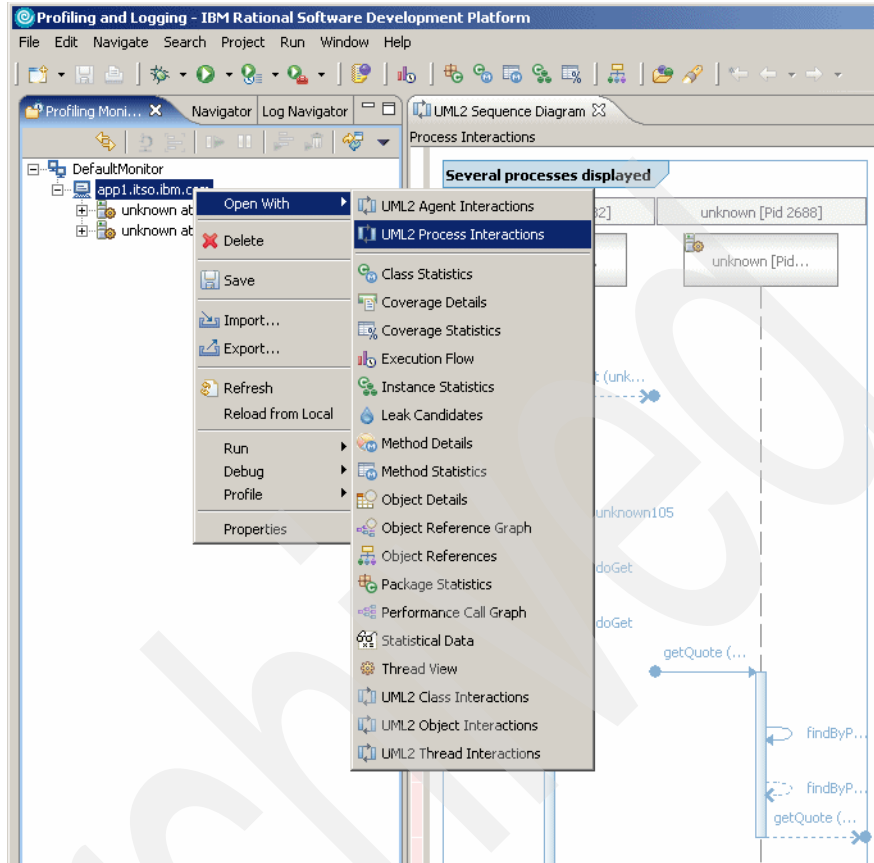 Profiling and Logging - IBM Rational Software Development Platform
File Edit Navigate Search Project Run Window Help
Profiling Moni... Navigator Log Navigator
UML2 Sequence Diagram
Process Interactions
DefaultMonitor
app1.itso.ibm.com
unknown at
unknown at
Open With
Delete
Save
Import...
Export...
Refresh
Reload from Local
Run
Debug
Profile
Properties
UML2 Agent Interactions
UML2 Process Interactions
Class Statistics
Coverage Details
Coverage Statistics
Execution Flow
Instance Statistics
Leak Candidates
Method Details
Method Statistics
Object Details
Object Reference Graph
Object References
Package Statistics
Performance Call Graph
Statistical Data
Thread View
UML2 Class Interactions
UML2 Object Interactions
UML2 Thread Interactions
Several processes displayed
32] unknown [Pid 2688]
unknown [Pid...
t (unk...
unknown105
doGet
doGet
getQuote (...
findByP...
findByP...
getQuote (...